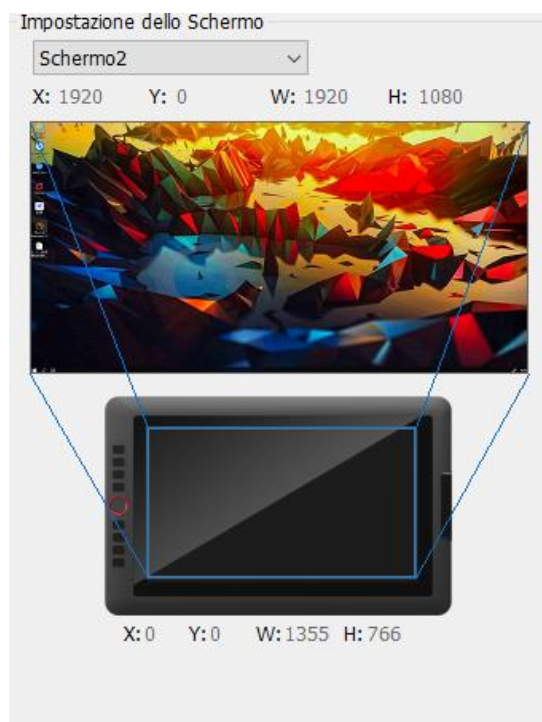 Impostazione dello Schermo
Schermo2
X: 1920 Y: 0 W: 1920 H: 1080
X: 0 Y: 0 W: 1355 H: 766